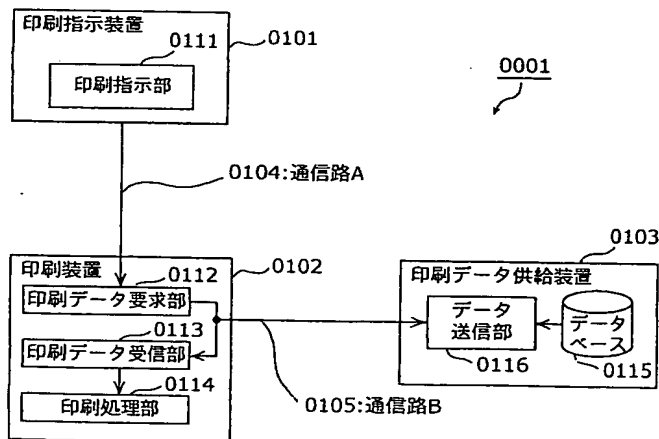 印刷指示装置
0101
0111
印刷指示部
0001
0104:通信路A
印刷装置
0102
0112
印刷データ要求部
0113
印刷データ受信部
0114
印刷処理部
0103
印刷データ供給装置
データ
送信部
0116
データ
ベース
0115
0105:通信路B